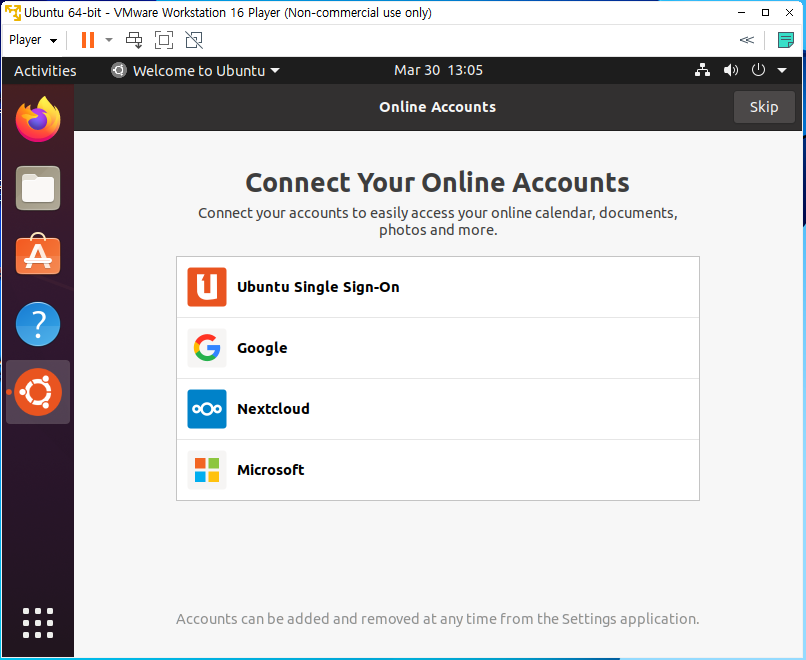 Ubuntu 64-bit - VMware Workstation 16 Player (Non-commercial use only)
Player
Activities Welcome to Ubuntu Mar 30 13:05
Online Accounts Skip
Connect Your Online Accounts
Connect your accounts to easily access your online calendar, documents,
photos and more.
Ubuntu Single Sign-On
Google
Nextcloud
Microsoft
Accounts can be added and removed at any time from the Settings application.